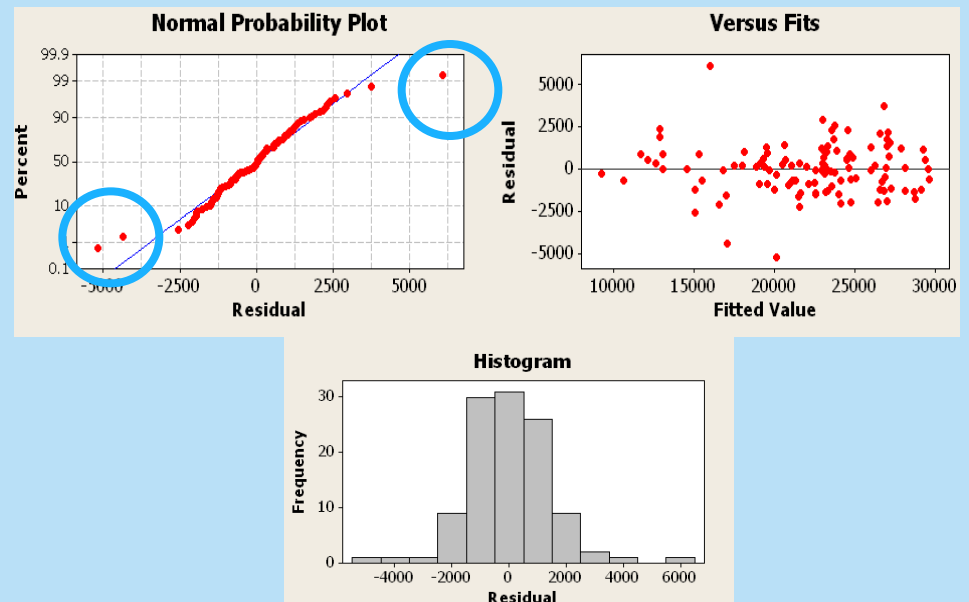 Normal Probability Plot
99.9
99
90
50
10
0.1
Percent
-5000 -2500 0 2500 5000
Residual
Versus Fits
5000
2500
0
-2500
-5000
Residual
10000 15000 20000 25000 30000
Fitted Value
Histogram
30
20
10
0
Frequency
-4000 -2000 0 2000 4000 6000
Residual